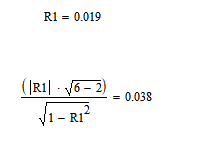 R1 = 0.019
(|R1| · √6 − 2) / √1 − R1² = 0.038